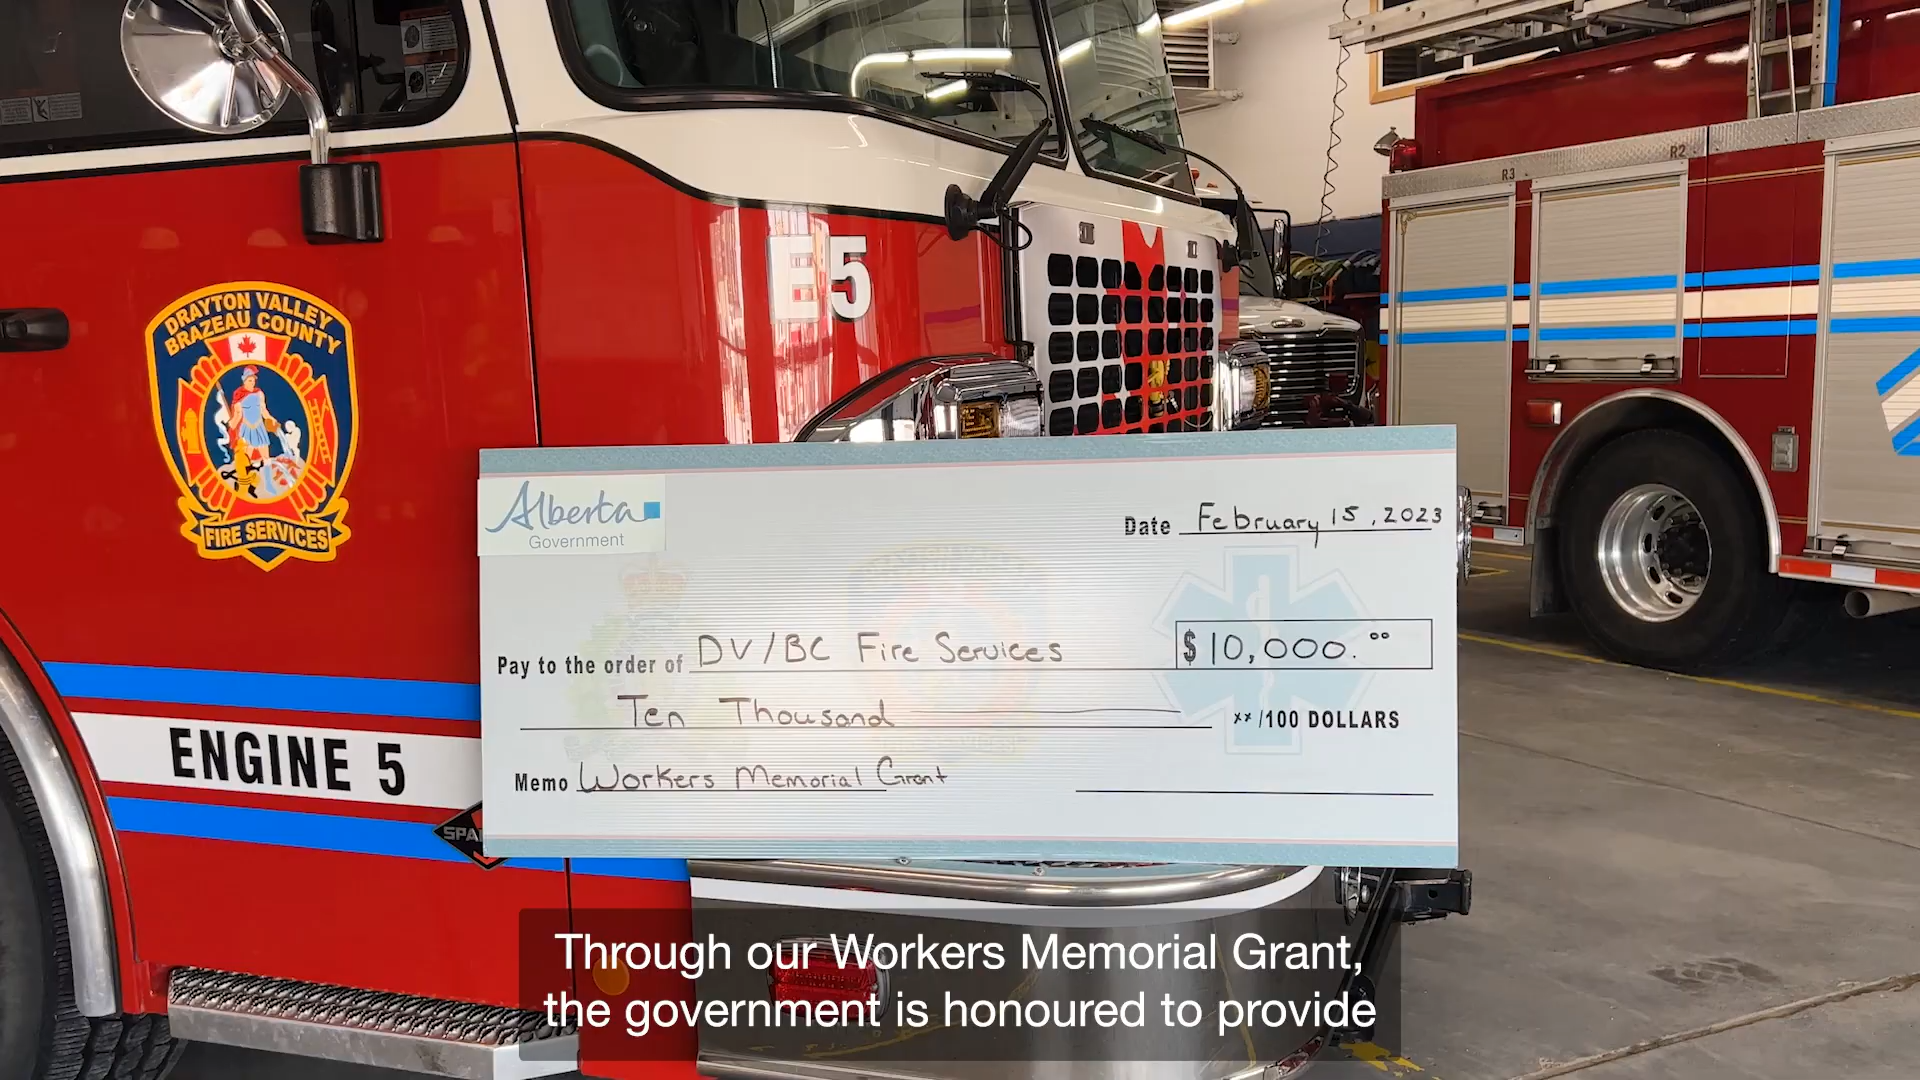 E5
R3
R2
DRAYTON VALLEY
BRAZEAU COUNTY
FIRE SERVICES
ENGINE 5
Alberta
Government
Date February 15, 2023
Pay to the order of DV/BC Fire Services $10,000.⁰⁰
Ten Thousand ˣˣ/100 DOLLARS
Memo Workers Memorial Grant
Through our Workers Memorial Grant,
the government is honoured to provide